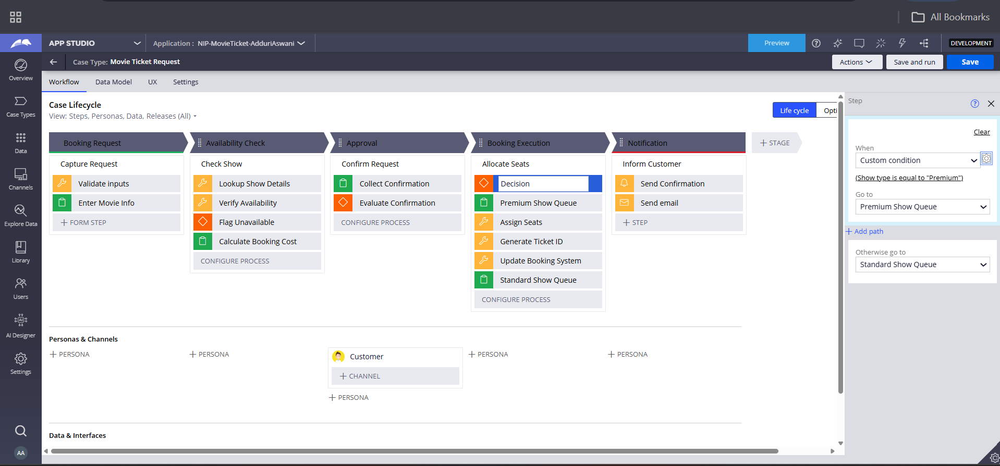 All Bookmarks
APP STUDIO
Application : NIP-MovieTicket-AdduriAswani
Preview
DEVELOPMENT
Case Type: Movie Ticket Request
Actions
Save and run
Save
Overview
Case Types
Data
Channels
Explore Data
Library
Users
AI
AI Designer
Settings
AA
Workflow
Data Model
UX
Settings
Case Lifecycle
View: Steps, Personas, Data, Releases (All)
Life cycle
Opti
Booking Request
Availability Check
Approval
Booking Execution
Notification
STAGE
Capture Request
Validate inputs
Enter Movie Info
FORM STEP
Check Show
Lookup Show Details
Verify Availability
Flag Unavailable
Calculate Booking Cost
CONFIGURE PROCESS
Confirm Request
Collect Confirmation
Evaluate Confirmation
CONFIGURE PROCESS
Allocate Seats
Decision
Premium Show Queue
Assign Seats
Generate Ticket ID
Update Booking System
Standard Show Queue
CONFIGURE PROCESS
Inform Customer
Send Confirmation
Send email
STEP
Personas & Channels
PERSONA
PERSONA
Customer
CHANNEL
PERSONA
PERSONA
PERSONA
Data & Interfaces
Step
Clear
When
Custom condition
(Show type is equal to "Premium")
Go to
Premium Show Queue
Add path
Otherwise go to
Standard Show Queue